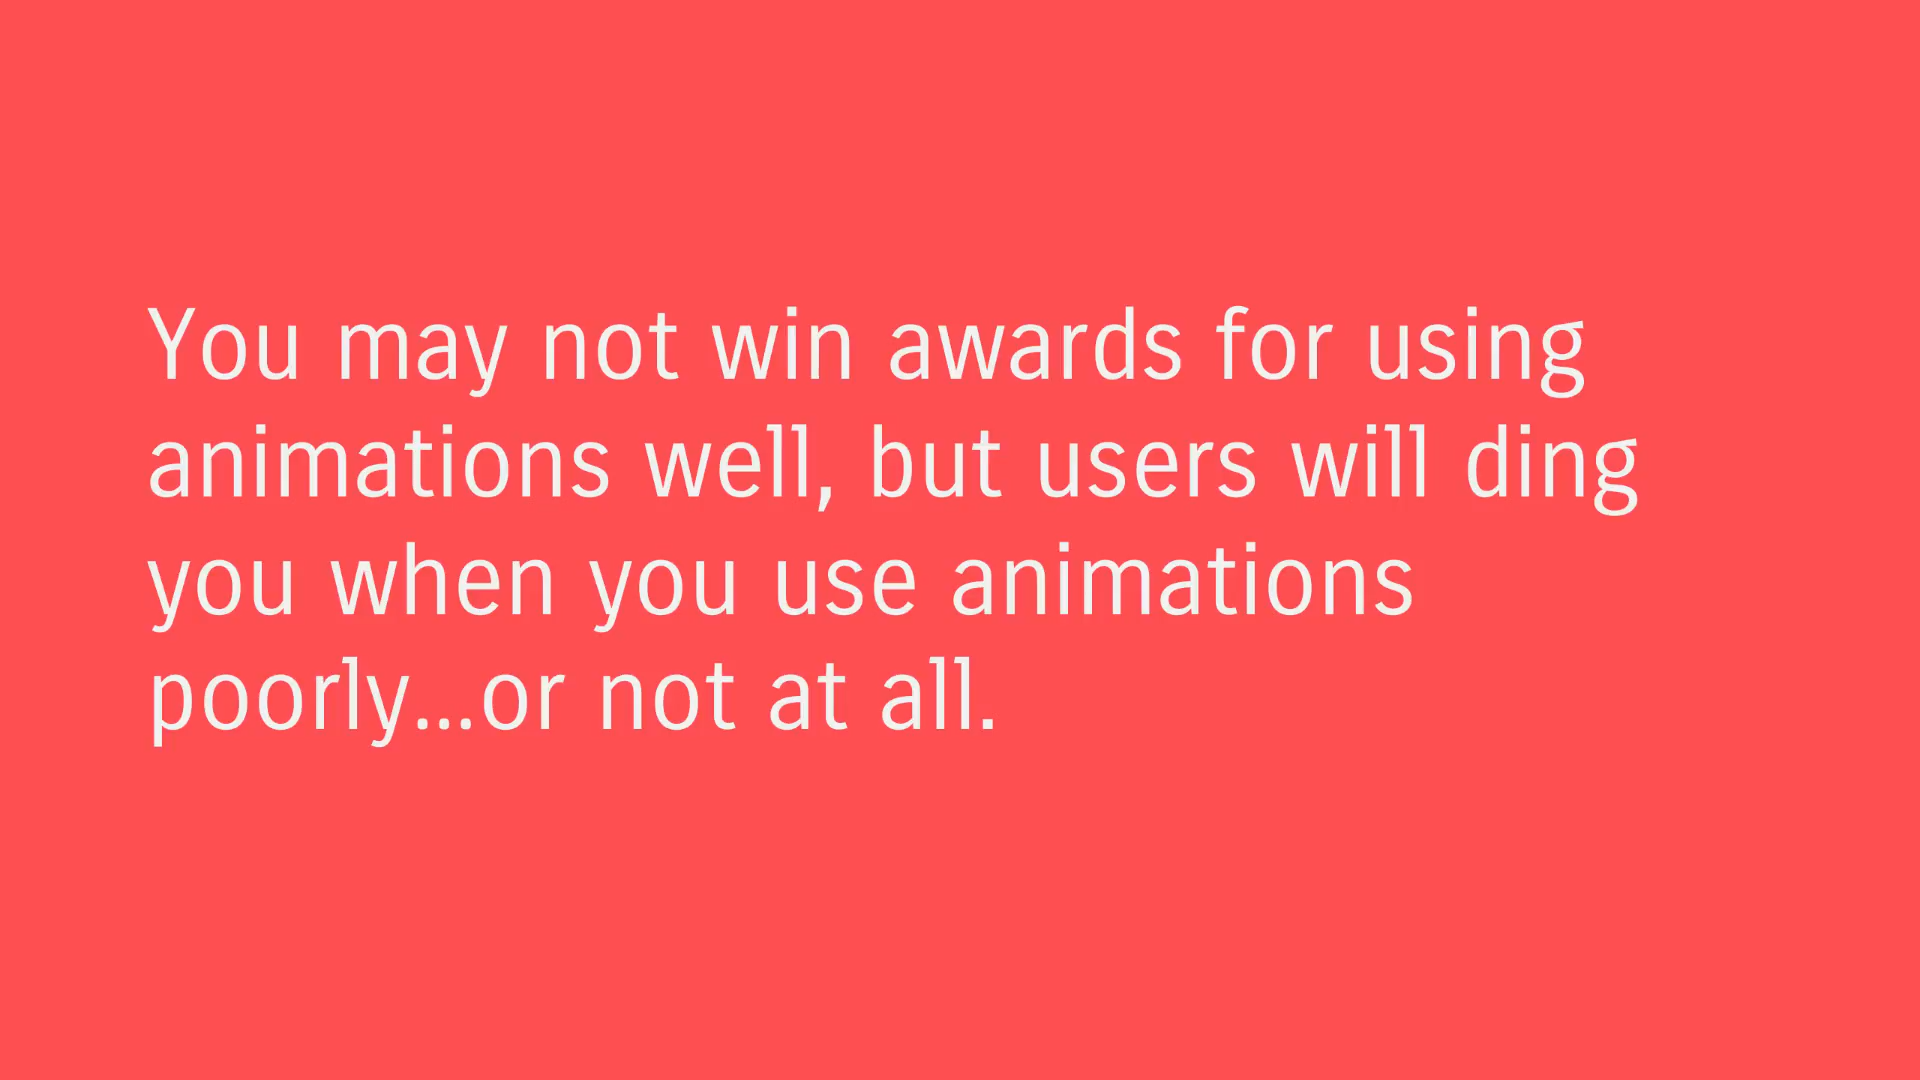 You may not win awards for using
animations well, but users will ding
you when you use animations
poorly...or not at all.